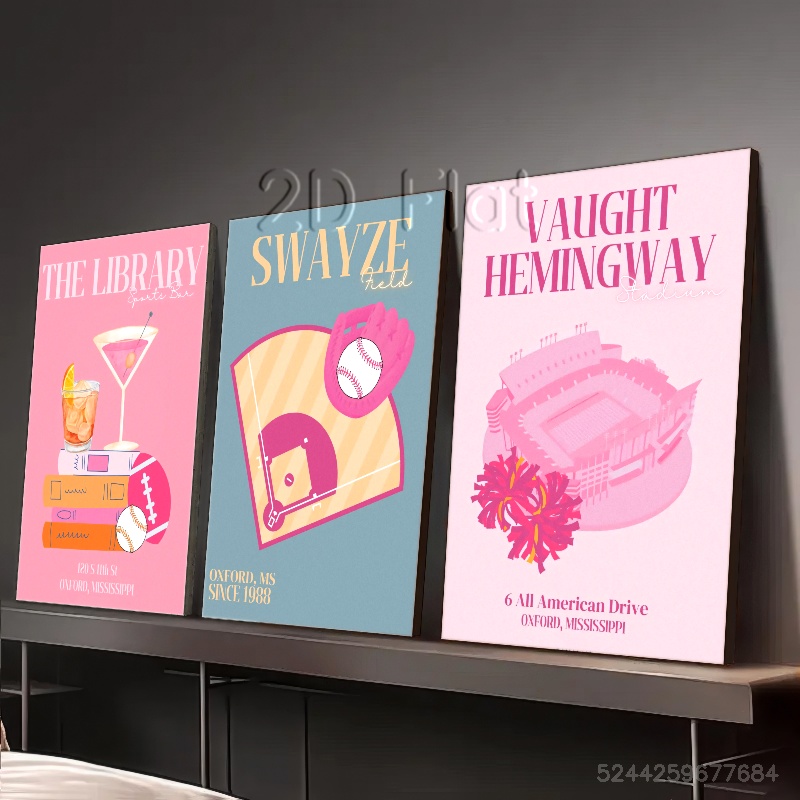 2D Flat
THE LIBRARY
Sports Bar
120 S 11th St
OXFORD, MISSISSIPPI
SWAYZE
Field
OXFORD, MS
SINCE 1988
VAUGHT
HEMINGWAY
Stadium
6 All American Drive
OXFORD, MISSISSIPPI
5244259677684